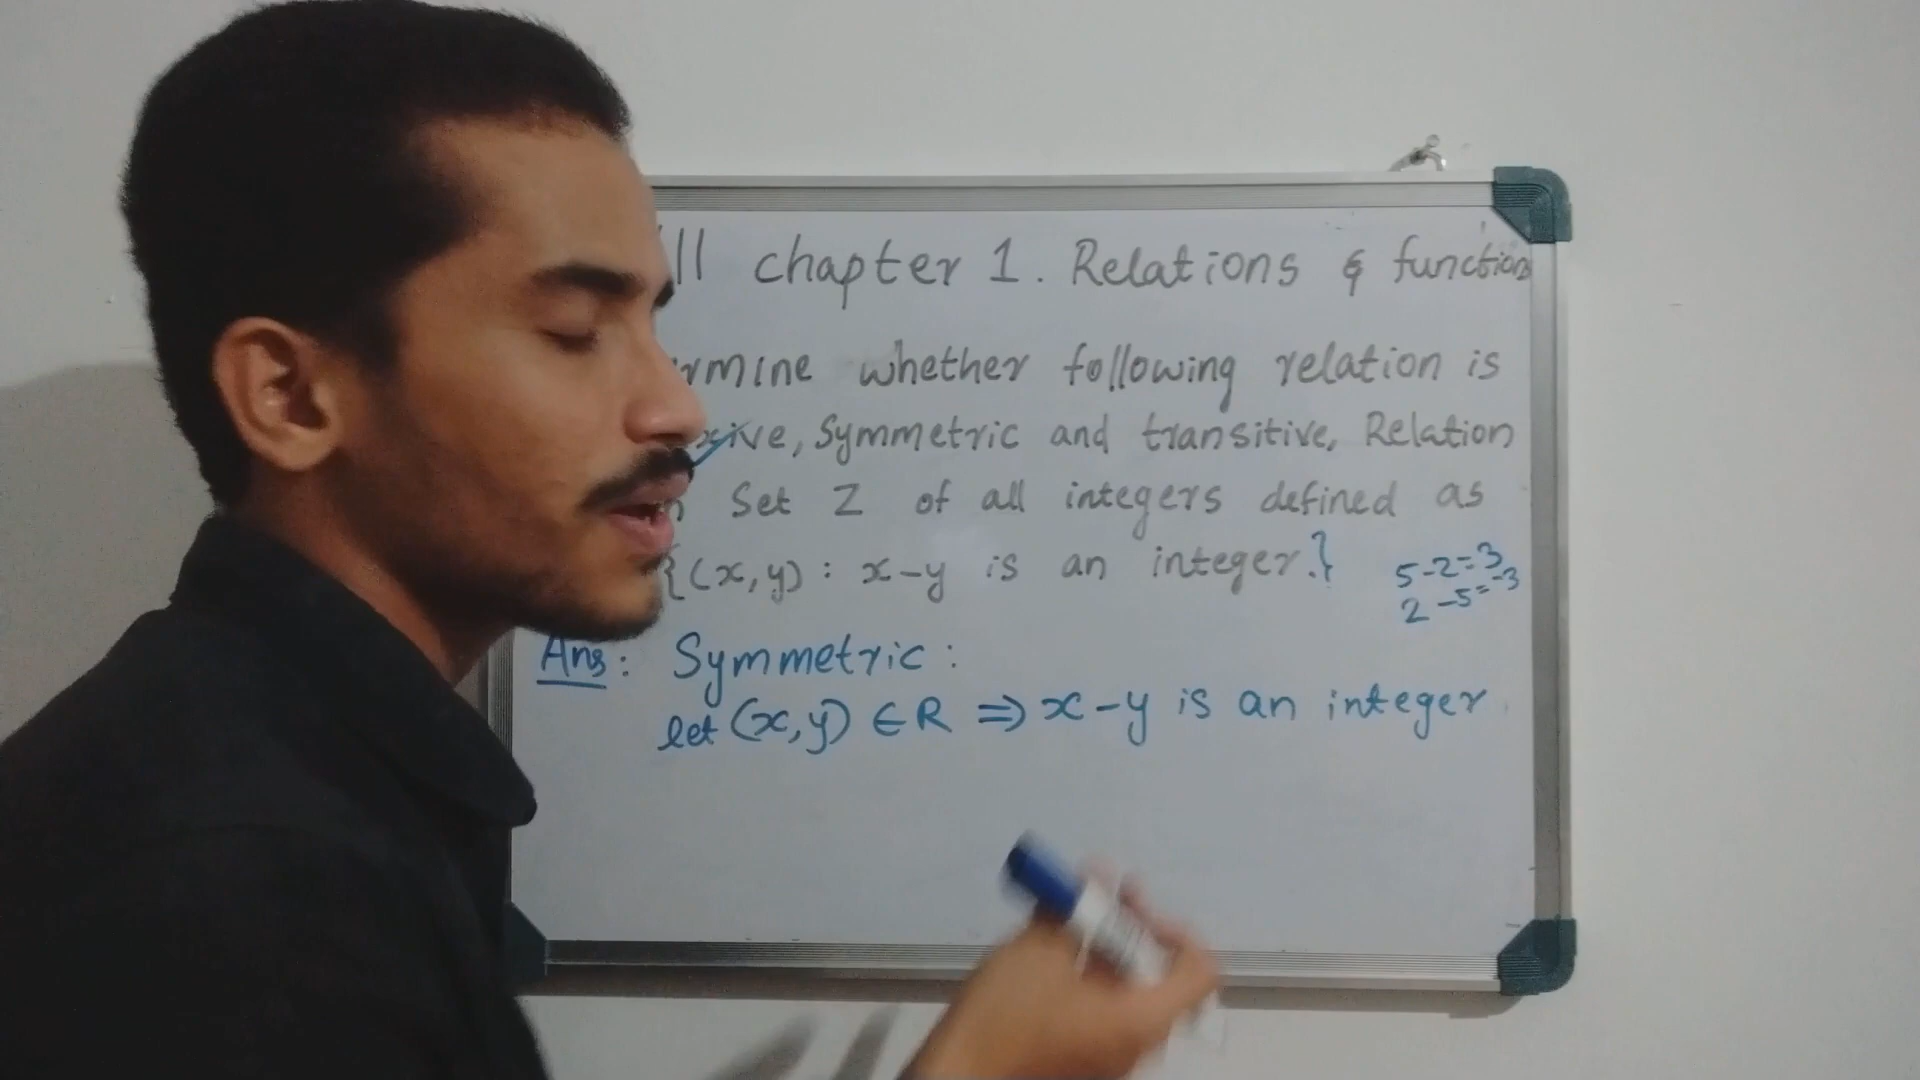 chapter 1. Relations & function
whether following relation is
Symmetric and transitive, Relation
Set Z of all integers defined as
{(x,y) : x-y is an integer.}
5-2=3
2-5=-3
Ans: Symmetric:
let (x,y) ∈ R ⇒ x-y is an integer.